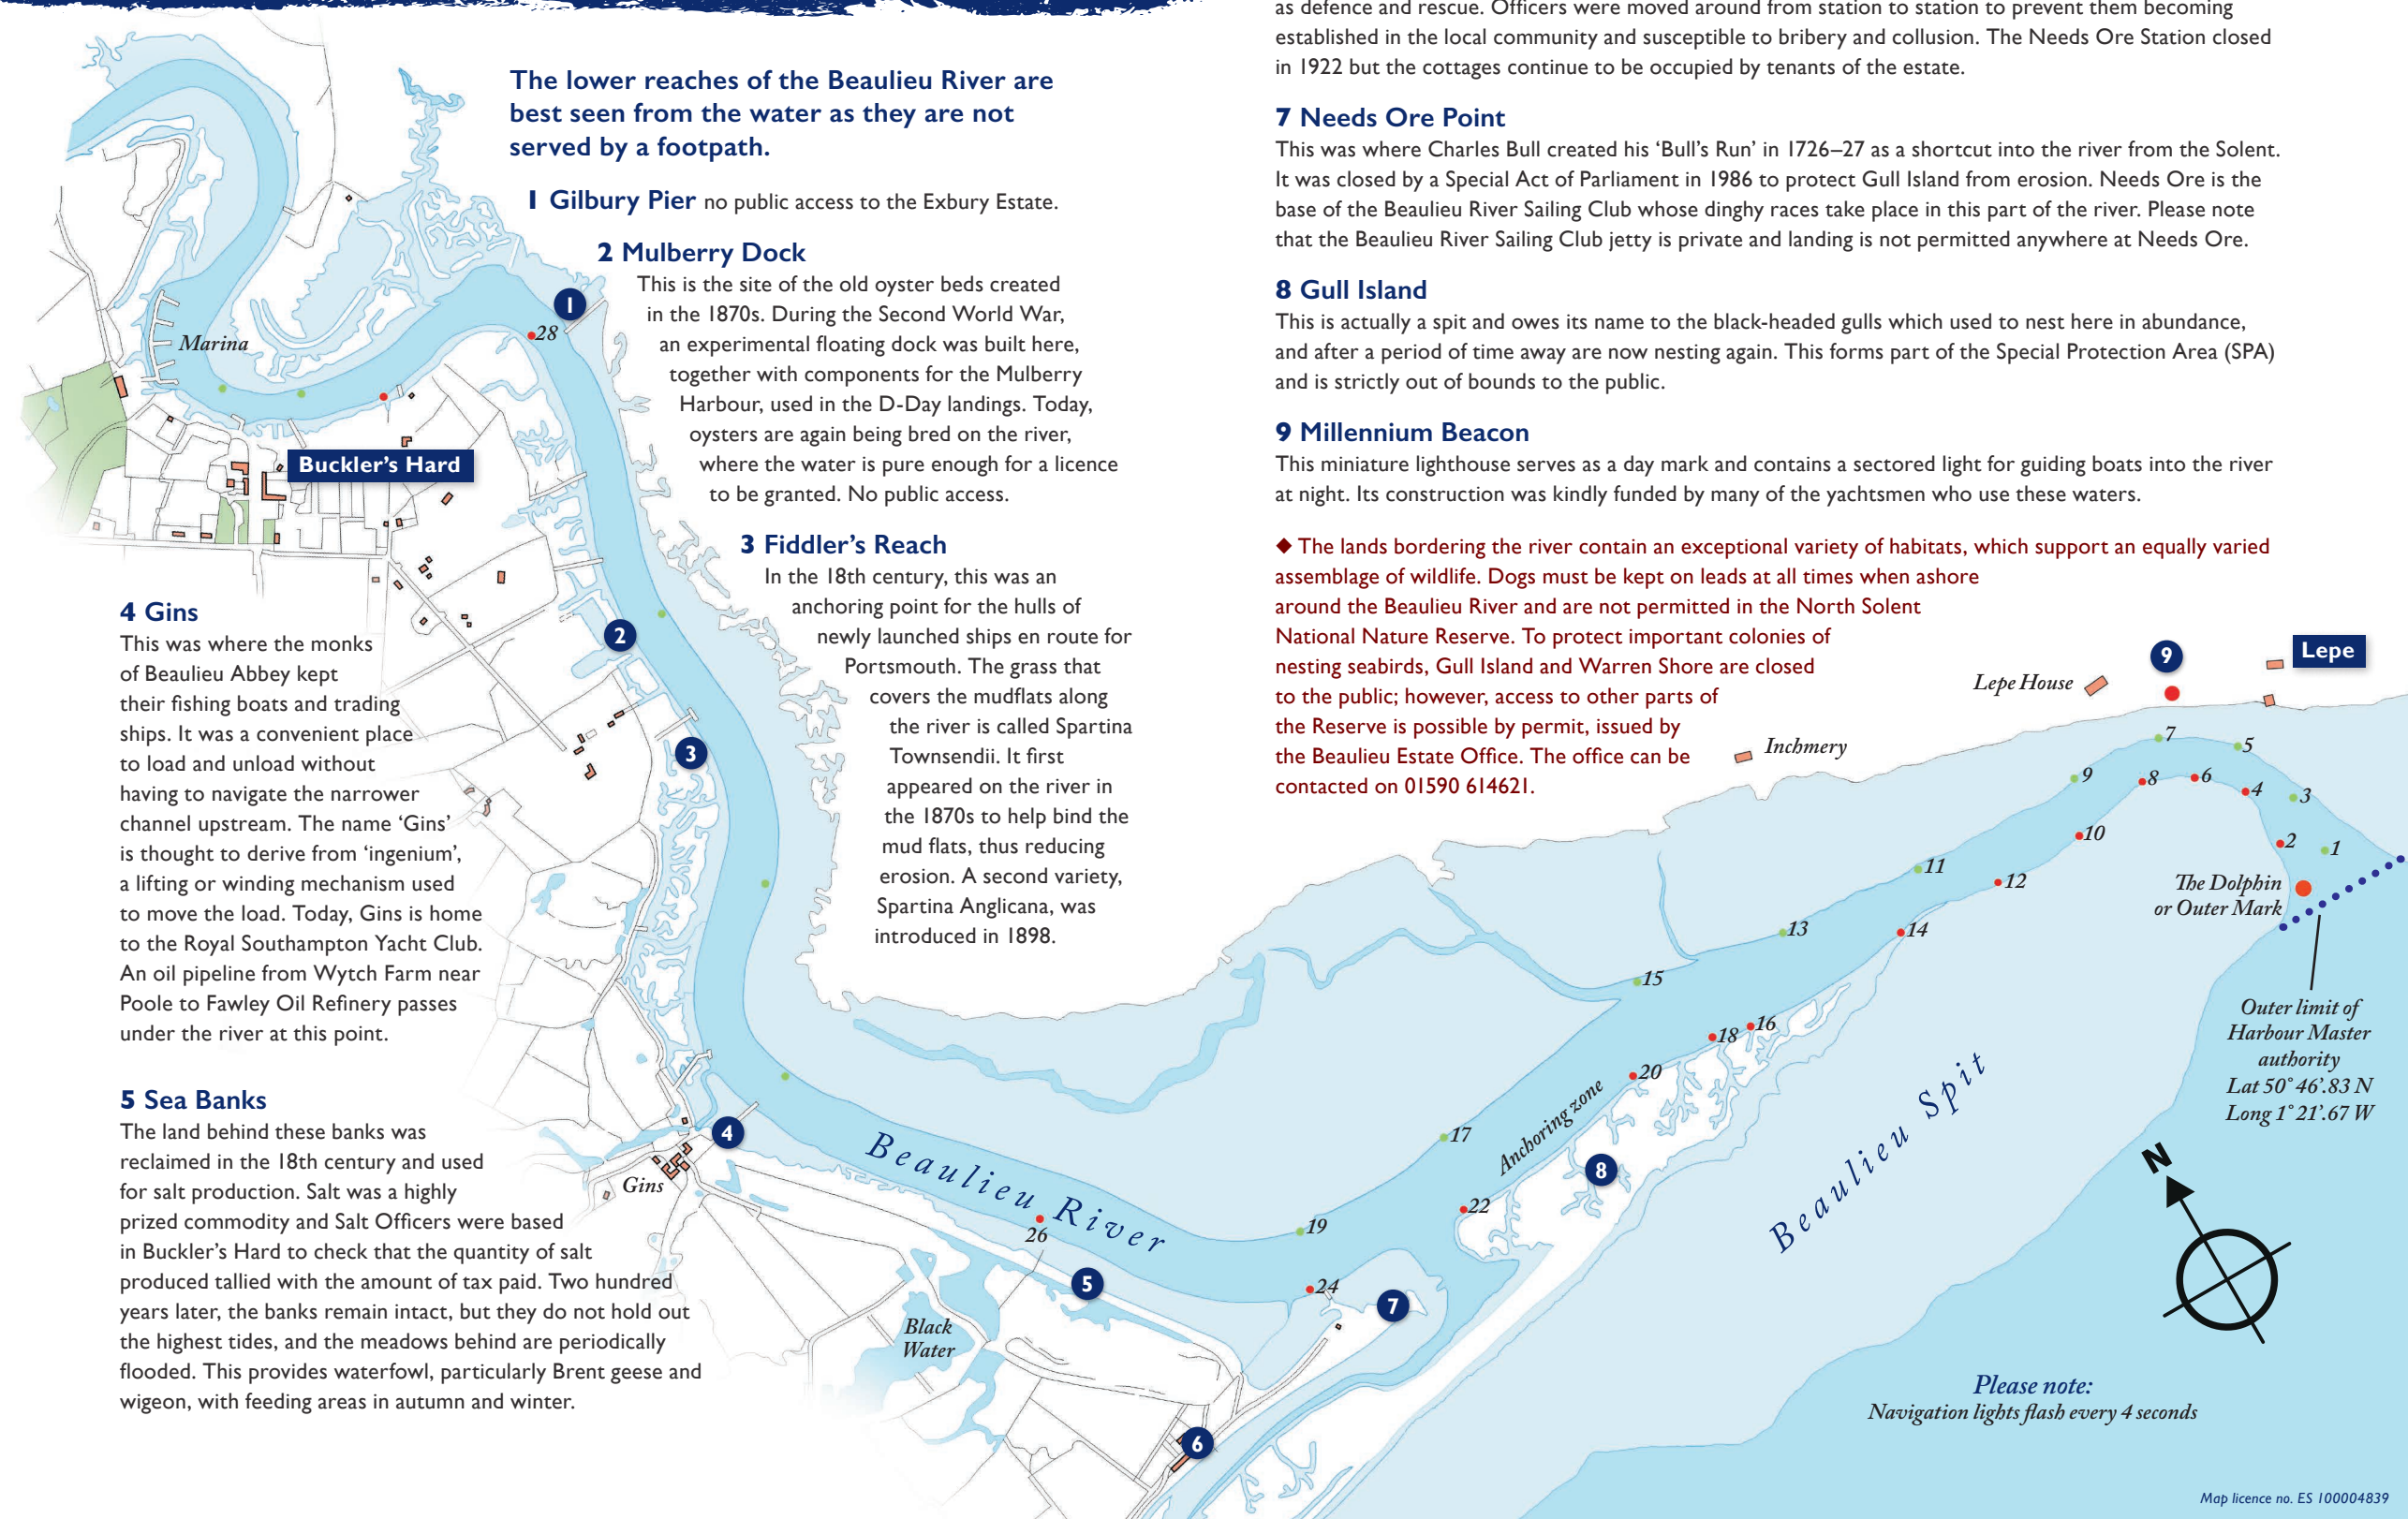 The lower reaches of the Beaulieu River are
best seen from the water as they are not
served by a footpath.
1 Gilbury Pier no public access to the Exbury Estate.
2 Mulberry Dock
This is the site of the old oyster beds created
in the 1870s. During the Second World War,
an experimental floating dock was built here,
together with components for the Mulberry
Harbour, used in the D-Day landings. Today,
oysters are again being bred on the river,
where the water is pure enough for a licence
to be granted. No public access.
3 Fiddler's Reach
In the 18th century, this was an
anchoring point for the hulls of
newly launched ships en route for
Portsmouth. The grass that
covers the mudflats along
the river is called Spartina
Townsendii. It first
appeared on the river in
the 1870s to help bind the
mud flats, thus reducing
erosion. A second variety,
Spartina Anglicana, was
introduced in 1898.
4 Gins
This was where the monks
of Beaulieu Abbey kept
their fishing boats and trading
ships. It was a convenient place
to load and unload without
having to navigate the narrower
channel upstream. The name ‘Gins’
is thought to derive from ‘ingenium’,
a lifting or winding mechanism used
to move the load. Today, Gins is home
to the Royal Southampton Yacht Club.
An oil pipeline from Wytch Farm near
Poole to Fawley Oil Refinery passes
under the river at this point.
5 Sea Banks
The land behind these banks was
reclaimed in the 18th century and used
for salt production. Salt was a highly
prized commodity and Salt Officers were based
in Buckler's Hard to check that the quantity of salt
produced tallied with the amount of tax paid. Two hundred
years later, the banks remain intact, but they do not hold out
the highest tides, and the meadows behind are periodically
flooded. This provides waterfowl, particularly Brent geese and
wigeon, with feeding areas in autumn and winter.
as defence and rescue. Officers were moved around from station to station to prevent them becoming
established in the local community and susceptible to bribery and collusion. The Needs Ore Station closed
in 1922 but the cottages continue to be occupied by tenants of the estate.
7 Needs Ore Point
This was where Charles Bull created his ‘Bull’s Run’ in 1726–27 as a shortcut into the river from the Solent.
It was closed by a Special Act of Parliament in 1986 to protect Gull Island from erosion. Needs Ore is the
base of the Beaulieu River Sailing Club whose dinghy races take place in this part of the river. Please note
that the Beaulieu River Sailing Club jetty is private and landing is not permitted anywhere at Needs Ore.
8 Gull Island
This is actually a spit and owes its name to the black-headed gulls which used to nest here in abundance,
and after a period of time away are now nesting again. This forms part of the Special Protection Area (SPA)
and is strictly out of bounds to the public.
9 Millennium Beacon
This miniature lighthouse serves as a day mark and contains a sectored light for guiding boats into the river
at night. Its construction was kindly funded by many of the yachtsmen who use these waters.
◆ The lands bordering the river contain an exceptional variety of habitats, which support an equally varied
assemblage of wildlife. Dogs must be kept on leads at all times when ashore
around the Beaulieu River and are not permitted in the North Solent
National Nature Reserve. To protect important colonies of
nesting seabirds, Gull Island and Warren Shore are closed
to the public; however, access to other parts of
the Reserve is possible by permit, issued by
the Beaulieu Estate Office. The office can be
contacted on 01590 614621.
Marina
Buckler's Hard
1
28
2
3
4
Gins
Beaulieu River
26
5
Black
Water
6
7
24
19
22
17
8
Anchoring zone
20
18
16
15
13
14
11
12
10
9
8
7
6
5
4
3
2
1
Inchmery
Lepe House
9
Lepe
The Dolphin
or Outer Mark
Outer limit of
Harbour Master
authority
Lat 50° 46’.83 N
Long 1° 21’.67 W
Beaulieu Spit
N
Please note:
Navigation lights flash every 4 seconds
Map licence no. ES 100004839